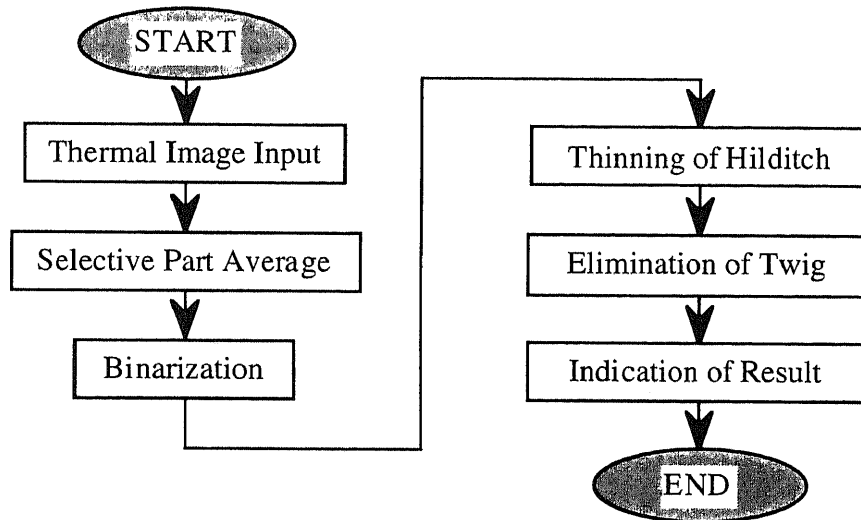 START
Thermal Image Input
Selective Part Average
Binarization
Thinning of Hilditch
Elimination of Twig
Indication of Result
END